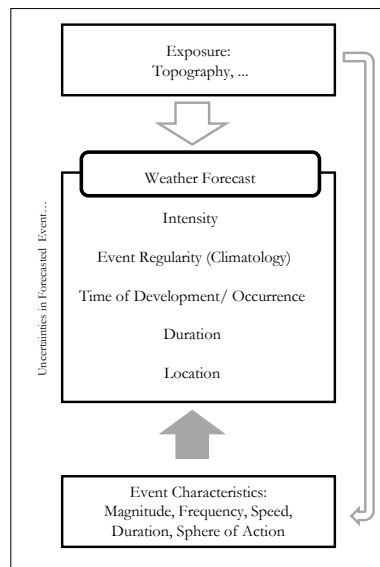 Exposure:
Topography, ...
Uncertainties in Forecasted Event...
Weather Forecast
Intensity
Event Regularity (Climatology)
Time of Development/ Occurrence
Duration
Location
Event Characteristics:
Magnitude, Frequency, Speed,
Duration, Sphere of Action